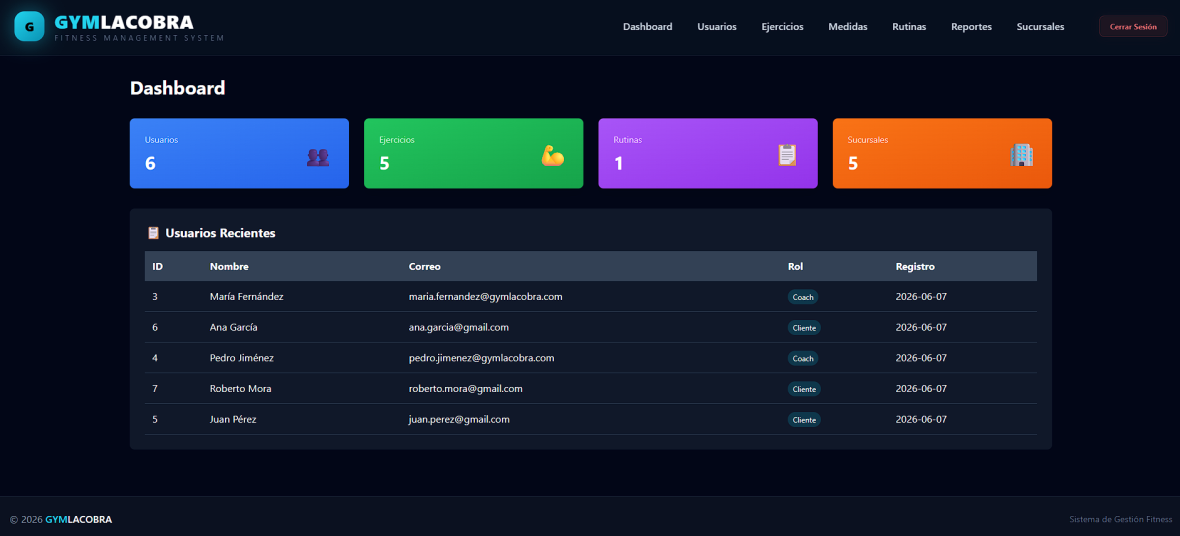 G
GYMLACOBRA
FITNESS MANAGEMENT SYSTEM
Dashboard Usuarios Ejercicios Medidas Rutinas Reportes Sucursales Cerrar Sesión
Dashboard
Usuarios
6
Ejercicios
5
Rutinas
1
Sucursales
5
Usuarios Recientes
ID Nombre Correo Rol Registro
3 María Fernández maria.fernandez@gymlacobra.com Coach 2026-06-07
6 Ana García ana.garcia@gmail.com Cliente 2026-06-07
4 Pedro Jiménez pedro.jimenez@gymlacobra.com Coach 2026-06-07
7 Roberto Mora roberto.mora@gmail.com Cliente 2026-06-07
5 Juan Pérez juan.perez@gmail.com Cliente 2026-06-07
© 2026 GYMLACOBRA
Sistema de Gestión Fitness